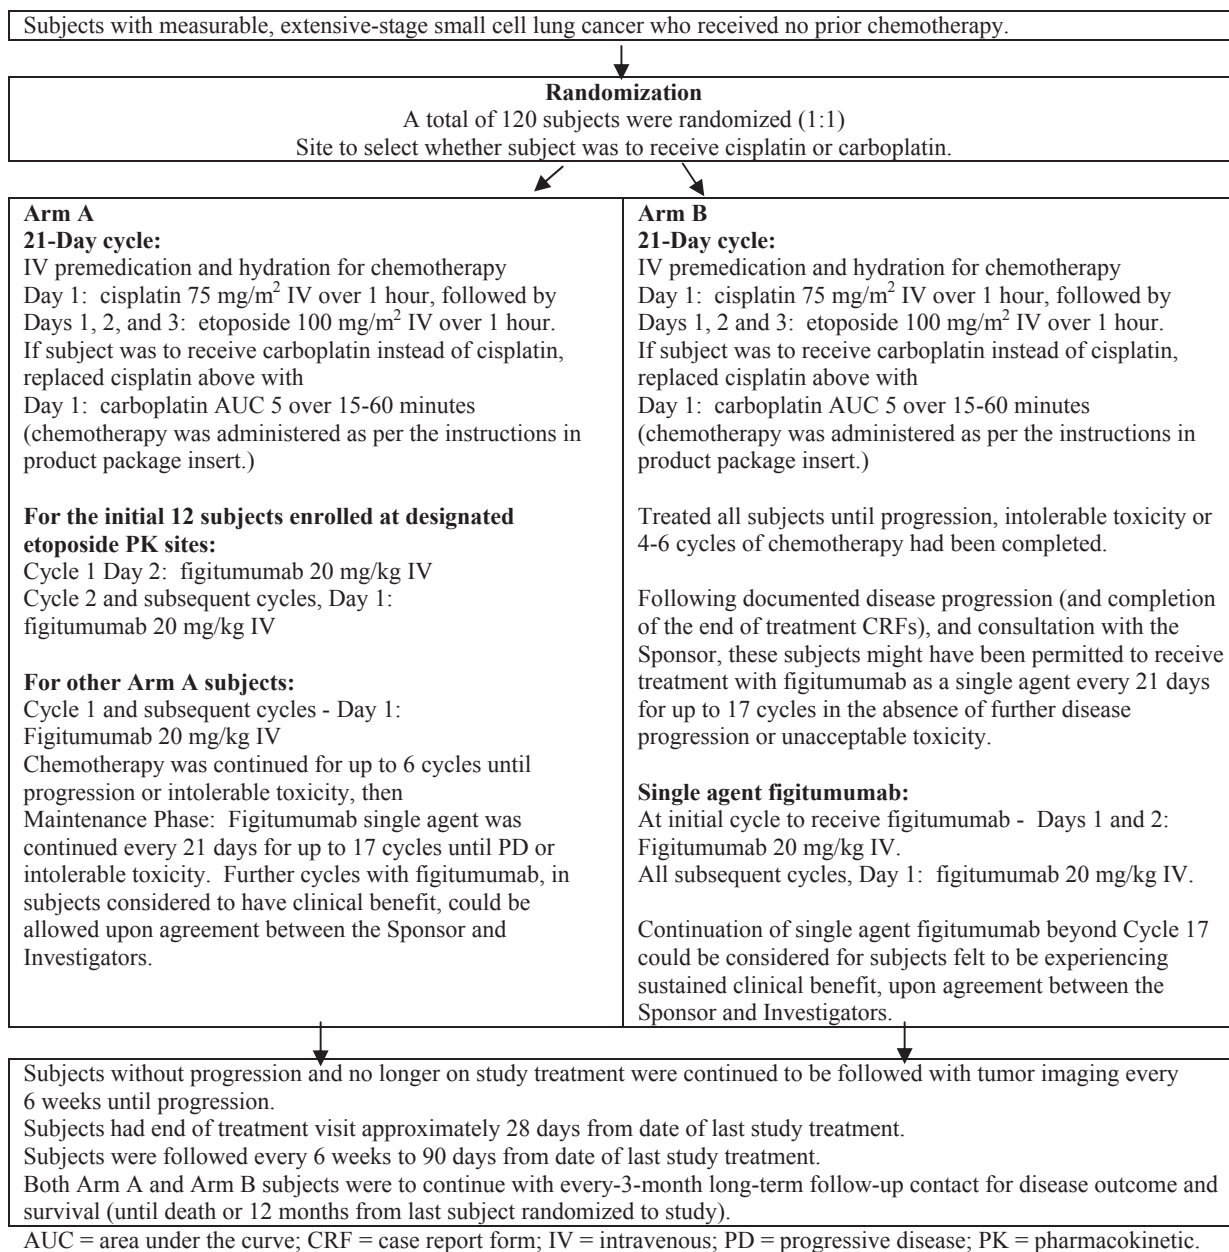 Subjects with measurable, extensive-stage small cell lung cancer who received no prior chemotherapy.
Randomization
A total of 120 subjects were randomized (1:1)
Site to select whether subject was to receive cisplatin or carboplatin.
Arm A
21-Day cycle:
IV premedication and hydration for chemotherapy
Day 1:  cisplatin 75 mg/m² IV over 1 hour, followed by
Days 1, 2, and 3:  etoposide 100 mg/m² IV over 1 hour.
If subject was to receive carboplatin instead of cisplatin,
replaced cisplatin above with
Day 1:  carboplatin AUC 5 over 15-60 minutes
(chemotherapy was administered as per the instructions in
product package insert.)
For the initial 12 subjects enrolled at designated
etoposide PK sites:
Cycle 1 Day 2:  figitumumab 20 mg/kg IV
Cycle 2 and subsequent cycles, Day 1:
figitumumab 20 mg/kg IV
For other Arm A subjects:
Cycle 1 and subsequent cycles - Day 1:
Figitumumab 20 mg/kg IV
Chemotherapy was continued for up to 6 cycles until
progression or intolerable toxicity, then
Maintenance Phase:  Figitumumab single agent was
continued every 21 days for up to 17 cycles until PD or
intolerable toxicity.  Further cycles with figitumumab, in
subjects considered to have clinical benefit, could be
allowed upon agreement between the Sponsor and
Investigators.
Arm B
21-Day cycle:
IV premedication and hydration for chemotherapy
Day 1:  cisplatin 75 mg/m² IV over 1 hour, followed by
Days 1, 2 and 3:  etoposide 100 mg/m² IV over 1 hour.
If subject was to receive carboplatin instead of cisplatin,
replaced cisplatin above with
Day 1:  carboplatin AUC 5 over 15-60 minutes
(chemotherapy was administered as per the instructions in
product package insert.)
Treated all subjects until progression, intolerable toxicity or
4-6 cycles of chemotherapy had been completed.
Following documented disease progression (and completion
of the end of treatment CRFs), and consultation with the
Sponsor, these subjects might have been permitted to receive
treatment with figitumumab as a single agent every 21 days
for up to 17 cycles in the absence of further disease
progression or unacceptable toxicity.
Single agent figitumumab:
At initial cycle to receive figitumumab -  Days 1 and 2:
Figitumumab 20 mg/kg IV.
All subsequent cycles, Day 1:  figitumumab 20 mg/kg IV.
Continuation of single agent figitumumab beyond Cycle 17
could be considered for subjects felt to be experiencing
sustained clinical benefit, upon agreement between the
Sponsor and Investigators.
Subjects without progression and no longer on study treatment were continued to be followed with tumor imaging every
6 weeks until progression.
Subjects had end of treatment visit approximately 28 days from date of last study treatment.
Subjects were followed every 6 weeks to 90 days from date of last study treatment.
Both Arm A and Arm B subjects were to continue with every-3-month long-term follow-up contact for disease outcome and
survival (until death or 12 months from last subject randomized to study).
AUC = area under the curve; CRF = case report form; IV = intravenous; PD = progressive disease; PK = pharmacokinetic.